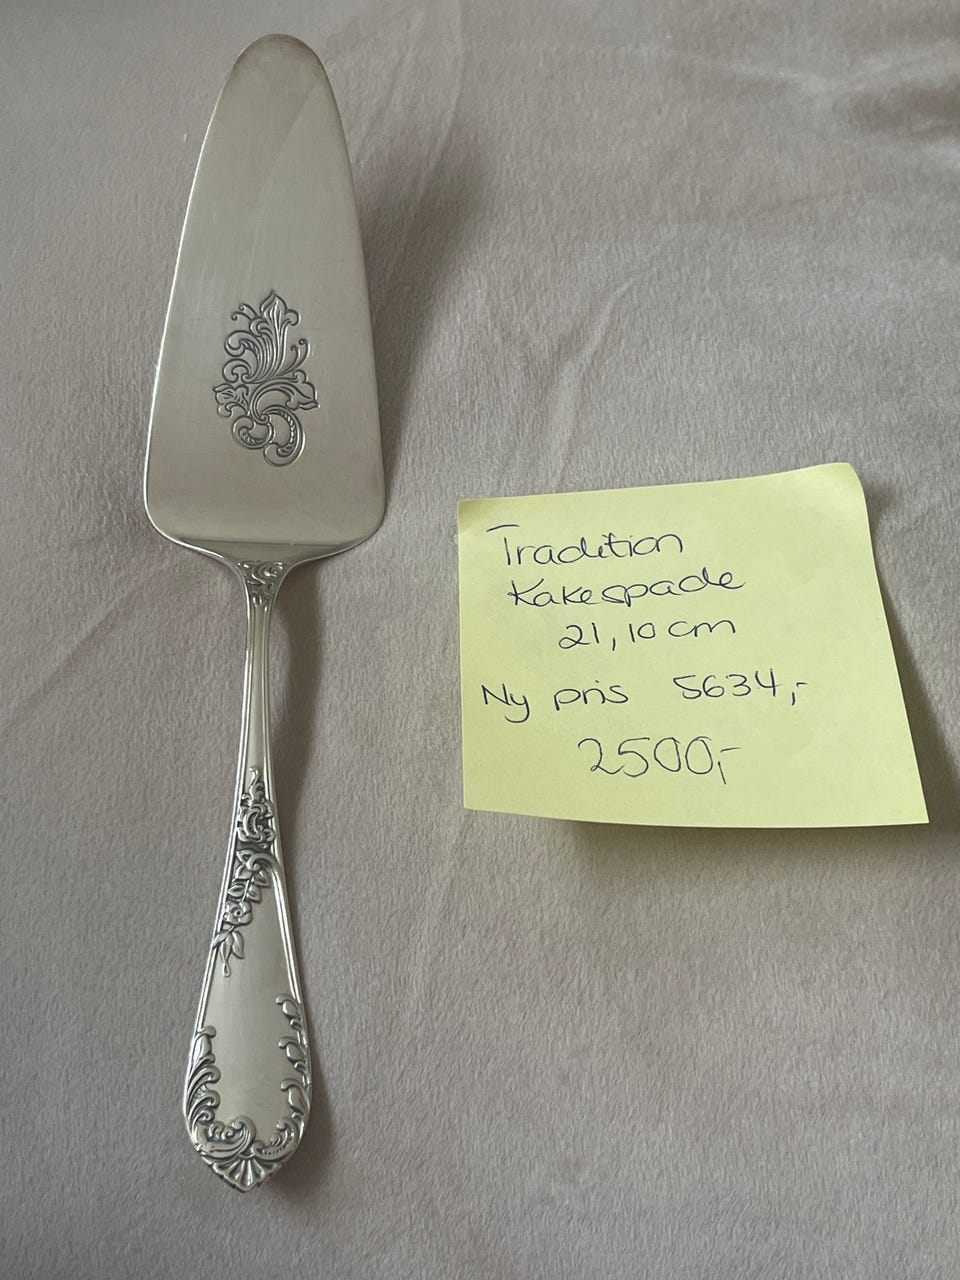 Tradition
Kakespade
21,10 cm
Ny pris 5634,-
2500,-